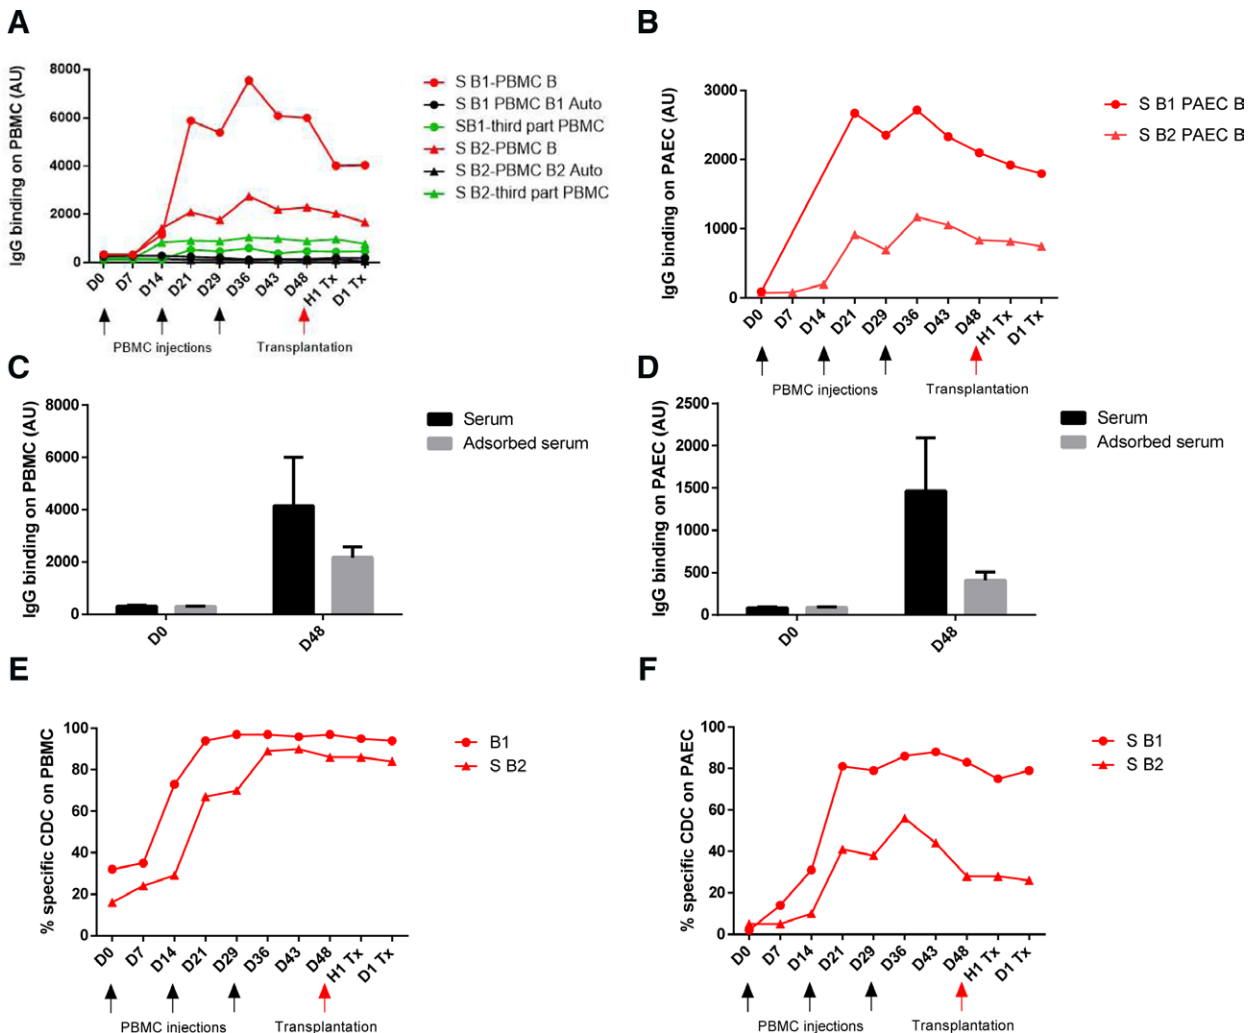 A
IgG binding on PBMC (AU)
8000
6000
4000
2000
0
D0
D7
D14
D21
D29
D36
D43
D48
H1 Tx
D1 Tx
PBMC injections
Transplantation
S B1-PBMC B
S B1 PBMC B1 Auto
SB1-third part PBMC
S B2-PBMC B
S B2-PBMC B2 Auto
S B2-third part PBMC
B
IgG binding on PAEC (AU)
3000
2000
1000
0
D0
D7
D14
D21
D29
D36
D43
D48
H1 Tx
D1 Tx
PBMC injections
Transplantation
S B1 PAEC B
S B2 PAEC B
C
IgG binding on PBMC (AU)
8000
6000
4000
2000
0
D0
D48
Serum
Adsorbed serum
D
IgG binding on PAEC (AU)
2500
2000
1500
1000
500
0
D0
D48
Serum
Adsorbed serum
E
% specific CDC on PBMC
100
80
60
40
20
0
D0
D7
D14
D21
D29
D36
D43
D48
H1 Tx
D1 Tx
PBMC injections
Transplantation
B1
S B2
F
% specific CDC on PAEC
100
80
60
40
20
0
D0
D7
D14
D21
D29
D36
D43
D48
H1 Tx
D1 Tx
PBMC injections
Transplantation
S B1
S B2